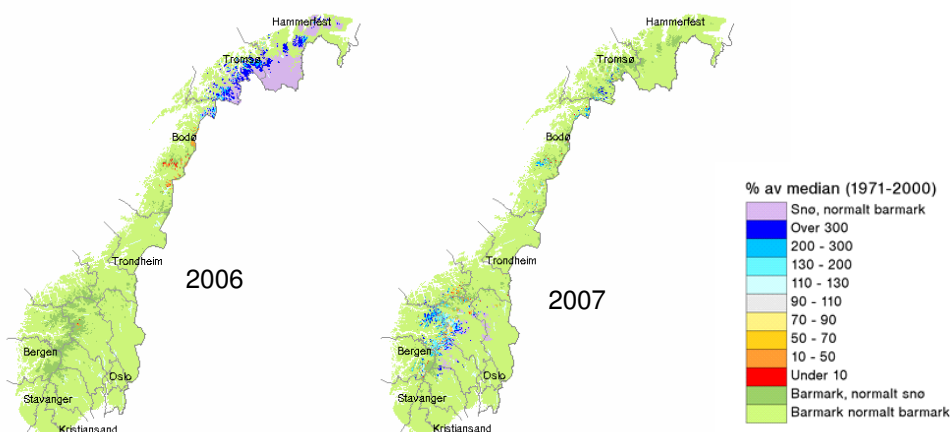 Hammerfest
Tromsø
Bodø
Trondheim
2006
Bergen
Oslo
Stavanger
Kristiansand
Hammerfest
Tromsø
Bodø
Trondheim
2007
Bergen
Oslo
Stavanger
Kristiansand
% av median (1971-2000)
Snø, normalt barmark
Over 300
200 - 300
130 - 200
110 - 130
90 - 110
70 - 90
50 - 70
10 - 50
Under 10
Barmark, normalt snø
Barmark normalt barmark